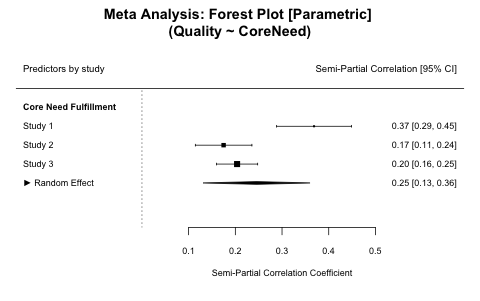 Meta Analysis: Forest Plot [Parametric]
(Quality ~ CoreNeed)
Predictors by study Semi-Partial Correlation [95% CI]
Core Need Fulfillment
Study 1 0.37 [0.29, 0.45]
Study 2 0.17 [0.11, 0.24]
Study 3 0.20 [0.16, 0.25]
► Random Effect 0.25 [0.13, 0.36]
0.1 0.2 0.3 0.4 0.5
Semi-Partial Correlation Coefficient